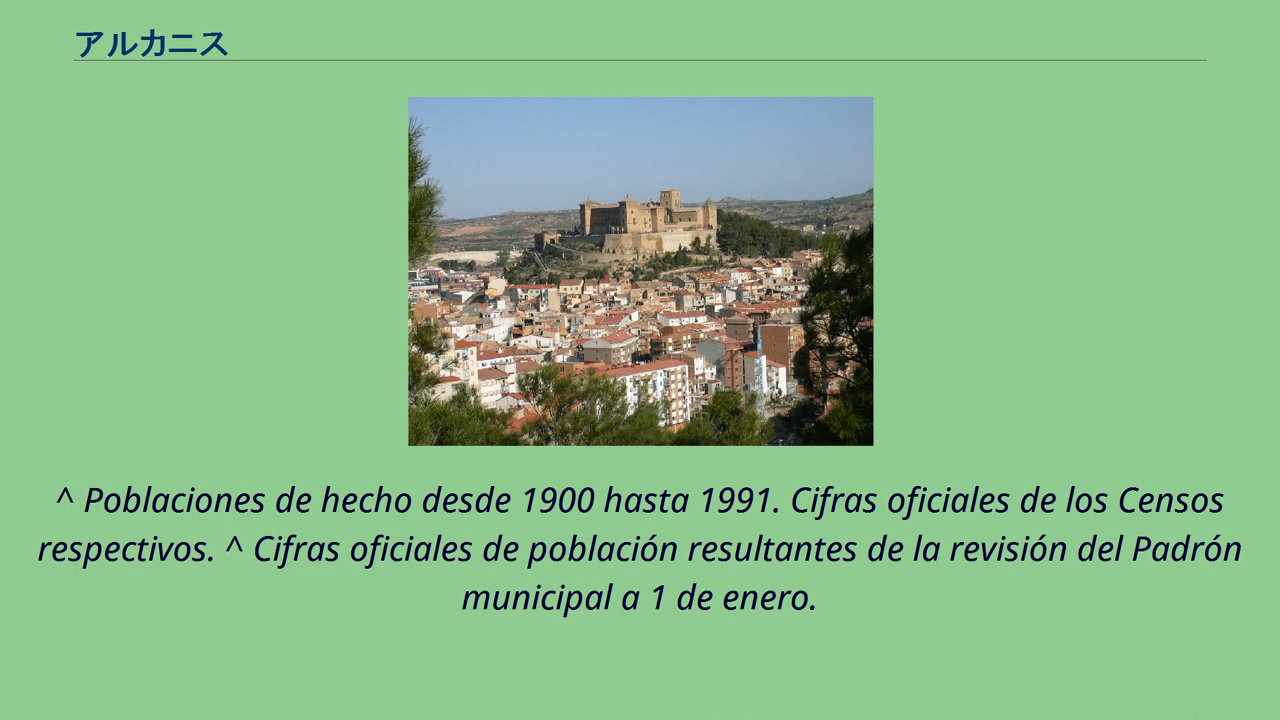 アルカニス
^ Poblaciones de hecho desde 1900 hasta 1991. Cifras oficiales de los Censos
respectivos. ^ Cifras oficiales de población resultantes de la revisión del Padrón
municipal a 1 de enero.